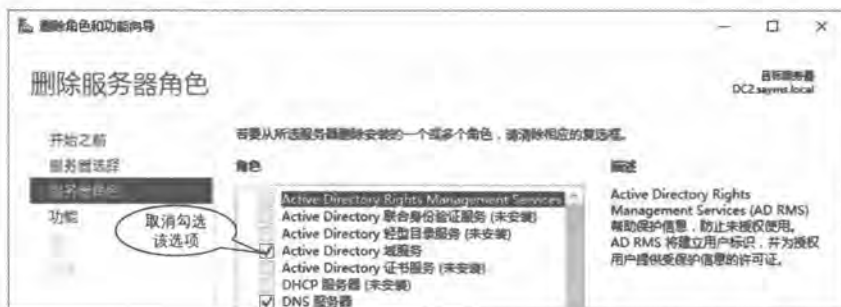 删除角色和功能向导
删除服务器角色
目标服务器
DC2.sayms.local
开始之前
服务器选择
服务器角色
功能
取消勾选
该选项
若要从所选服务器删除安装的一个或多个角色，请清除相应的复选框。
角色
Active Directory Rights Management Services
Active Directory 联合身份验证服务 (未安装)
Active Directory 轻型目录服务 (未安装)
Active Directory 域服务
Active Directory 证书服务 (未安装)
DHCP 服务器 (未安装)
DNS 服务器
描述
Active Directory Rights
Management Services (AD RMS)
帮助保护信息，防止未授权使用。
AD RMS 将建立用户标识，并为授权
用户提供受保护信息的许可证。